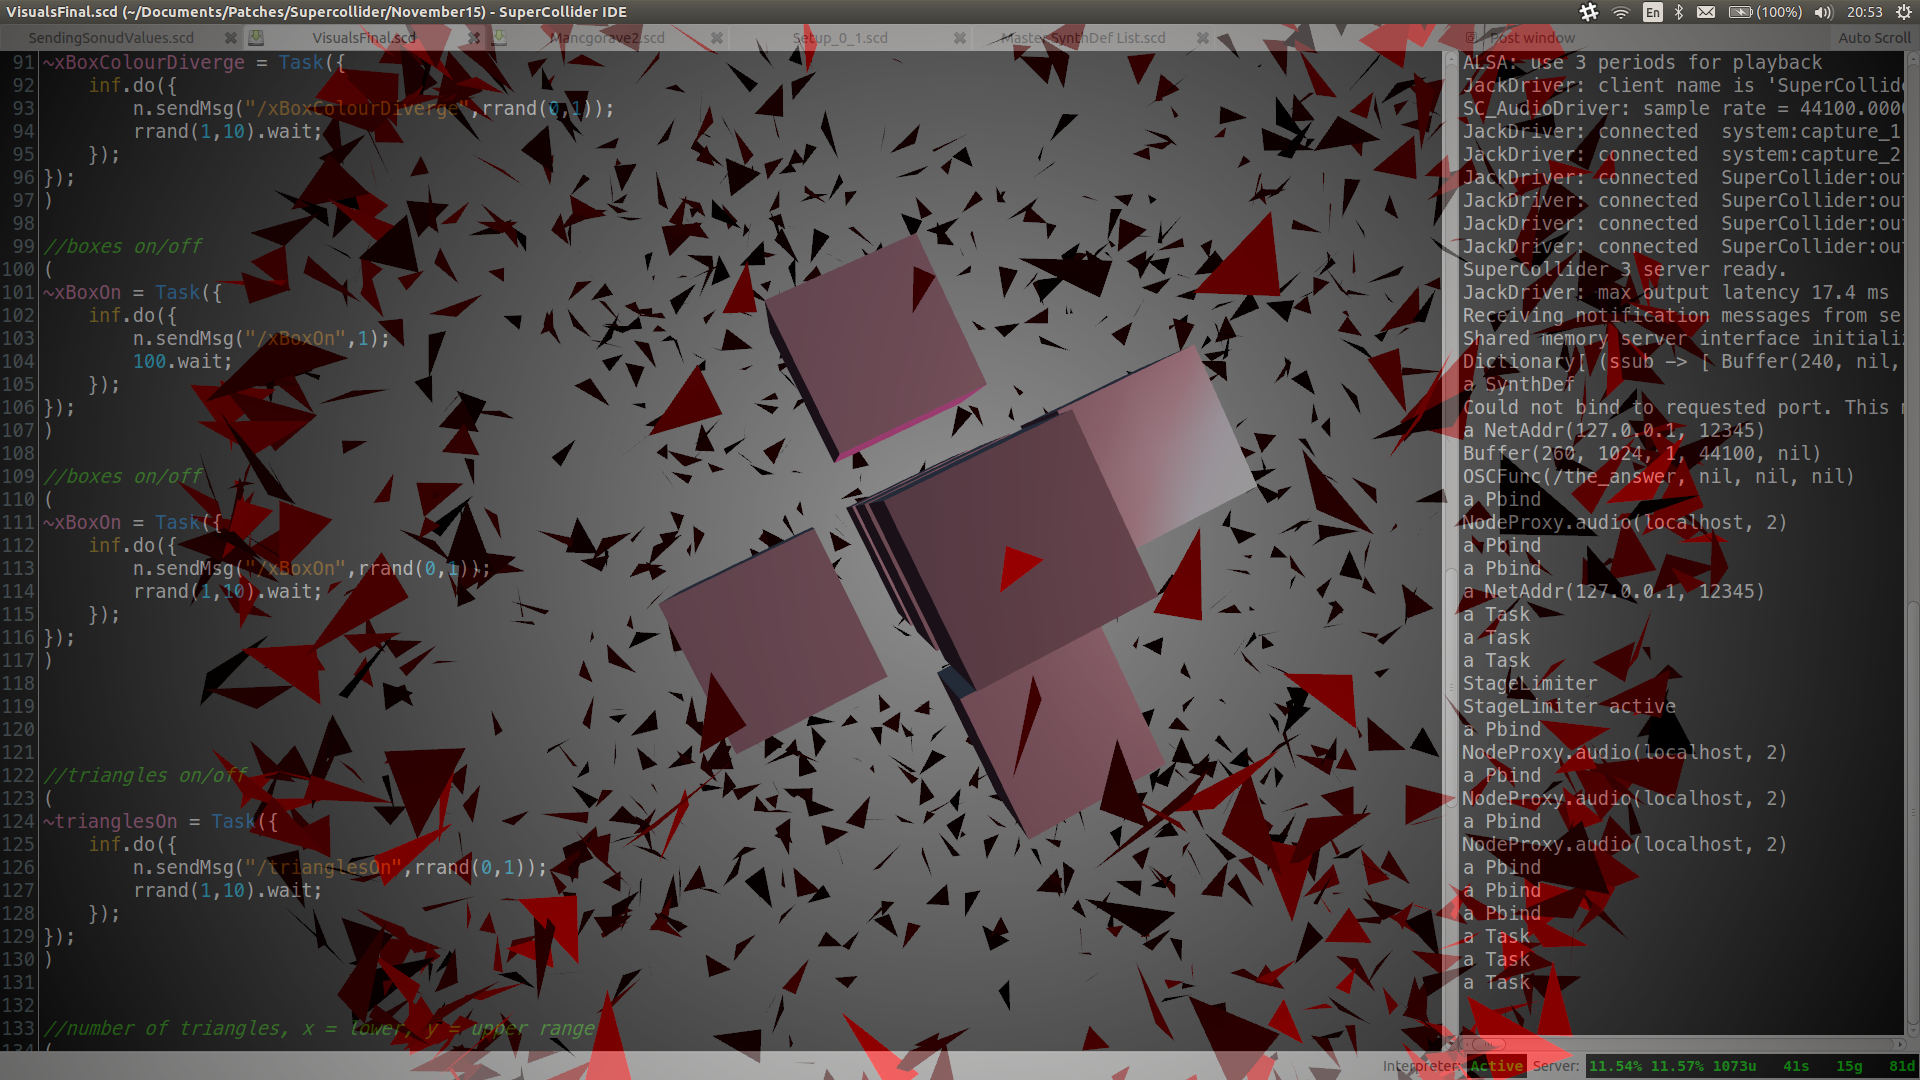 VisualsFinal.scd (~/Documents/Patches/Supercollider/November15) - SuperCollider IDE
En (100%) 20:53
SendingSonudValues.scd VisualsFinal.scd Mancgorave2.scd Setup_0_1.scd Master SynthDef List.scd
Post window Auto Scroll
91 ~xBoxColourDiverge = Task({
92 inf.do({
93 n.sendMsg("/xBoxColourDiverge",rrand(0,1));
94 rrand(1,10).wait;
95 });
96 });
97 )
98
99 //boxes on/off
100 (
101 ~xBoxOn = Task({
102 inf.do({
103 n.sendMsg("/xBoxOn",1);
104 100.wait;
105 });
106 });
107 )
108
109 //boxes on/off
110 (
111 ~xBoxOn = Task({
112 inf.do({
113 n.sendMsg("/xBoxOn",rrand(0,1));
114 rrand(1,10).wait;
115 });
116 });
117 )
118
119
120
121
122 //triangles on/off
123 (
124 ~trianglesOn = Task({
125 inf.do({
126 n.sendMsg("/trianglesOn",rrand(0,1));
127 rrand(1,10).wait;
128 });
129 });
130 )
131
132
133 //number of triangles, x = lower, y = upper range
134 (
ALSA: use 3 periods for playback
JackDriver: client name is 'SuperCollide
SC_AudioDriver: sample rate = 44100.0000
JackDriver: connected  system:capture_1
JackDriver: connected  system:capture_2
JackDriver: connected  SuperCollider:ou
JackDriver: connected  SuperCollider:ou
JackDriver: connected  SuperCollider:ou
JackDriver: connected  SuperCollider:ou
SuperCollider 3 server ready.
JackDriver: max output latency 17.4 ms
Receiving notification messages from se
Shared memory server interface initializ
Dictionary[ (ssub -> [ Buffer(240, nil,
a SynthDef
Could not bind to requested port. This
a NetAddr(127.0.0.1, 12345)
Buffer(260, 1024, 1, 44100, nil)
OSCFunc(/the_answer, nil, nil, nil)
a Pbind
NodeProxy.audio(localhost, 2)
a Pbind
a Pbind
a NetAddr(127.0.0.1, 12345)
a Task
a Task
a Task
StageLimiter
StageLimiter active
a Pbind
NodeProxy.audio(localhost, 2)
a Pbind
NodeProxy.audio(localhost, 2)
a Pbind
NodeProxy.audio(localhost, 2)
a Pbind
a Pbind
a Pbind
a Task
a Task
a Task
Interpreter: Active Server: 11.54% 11.57% 1073u 41s 15g 81d